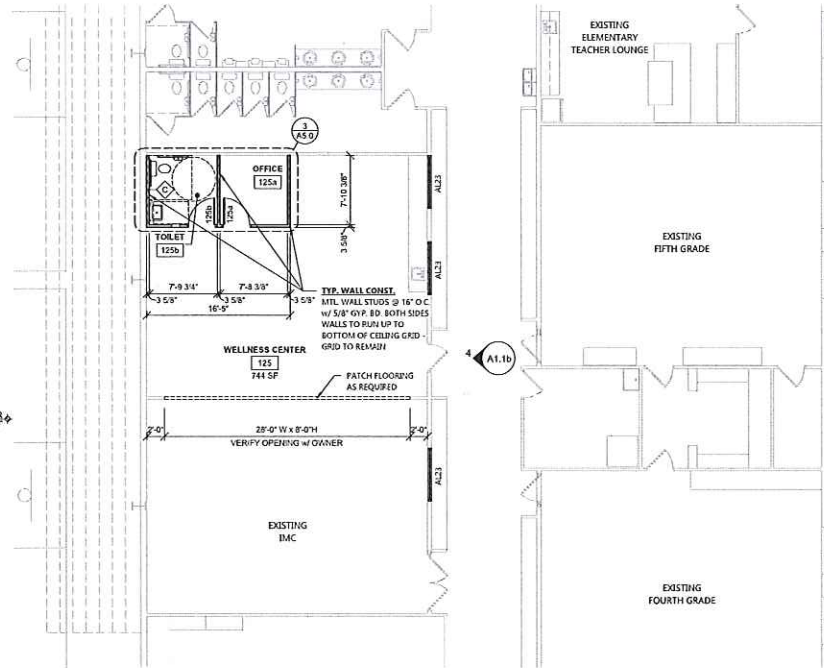 EXISTING
ELEMENTARY
TEACHER LOUNGE
3
A5.0
OFFICE
125a
C
125b
125a
TOILET
125b
7'-10 3/8"
3 5/8"
AL23
AL23
7'-9 3/4"
7'-8 3/8"
3 5/8"
3 5/8"
3 5/8"
16'-5"
TYP. WALL CONST.
MTL WALL STUDS @ 16" O.C.
w/ 5/8" GYP. BD. BOTH SIDES
WALLS TO RUN UP TO
BOTTOM OF CEILING GRID -
GRID TO REMAIN
EXISTING
FIFTH GRADE
WELLNESS CENTER
125
744 SF
4
A1.1b
PATCH FLOORING
AS REQUIRED
2'-0"
28'-0" W x 8'-0"H
2'-0"
VERIFY OPENING w/ OWNER
AL23
EXISTING
IMC
EXISTING
FOURTH GRADE